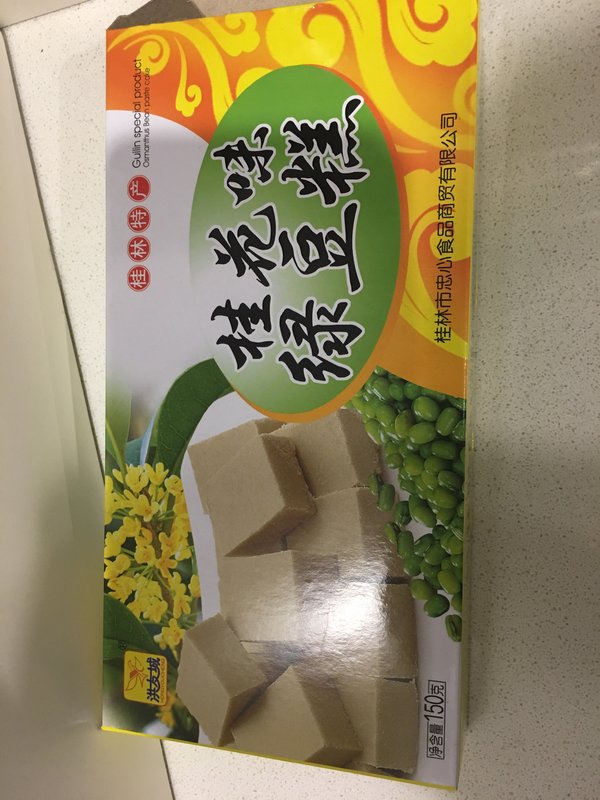 洪友城
桂林特产
Guilin special product
Osmanthus Bean paste cake
桂花味
绿豆糕
净含量 150克
桂林市忠心食品商贸有限公司